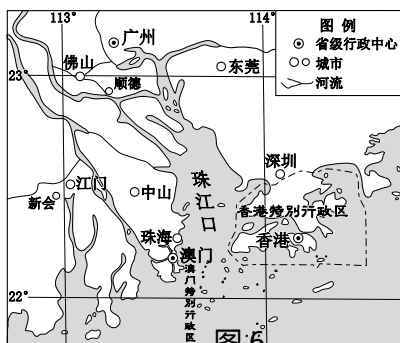 113°
114°
图例
省级行政中心
城市
河流
广州
佛山
23°
顺德
东莞
珠江口
深圳
江门
新会
中山
香港特别行政区
珠海
香港
澳门
澳门特别行政区
22°
图6